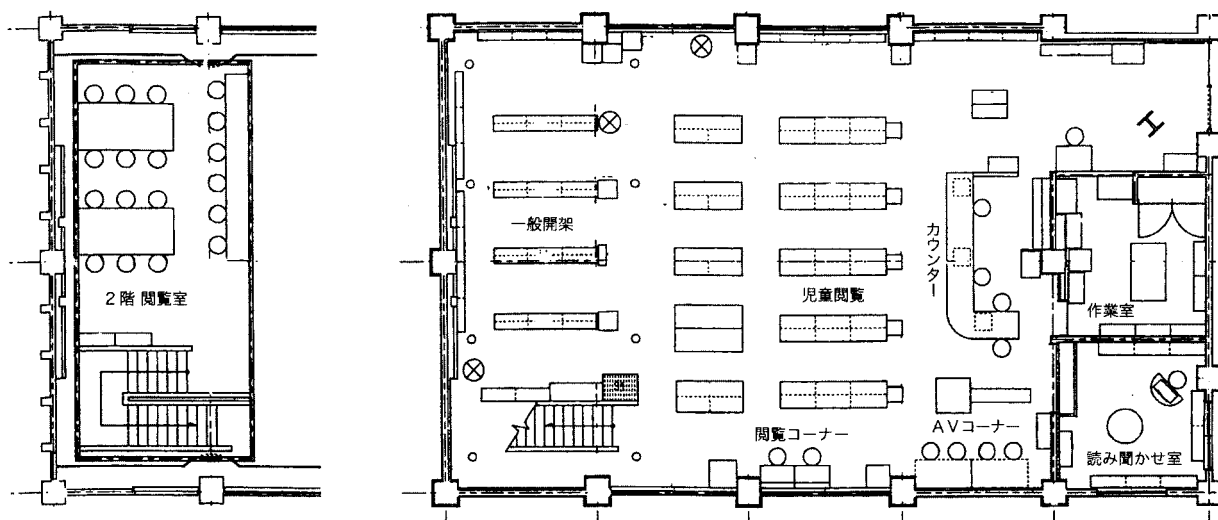 2階 閲覧室
一般開架
児童閲覧
カウンター
作業室
閲覧コーナー
AVコーナー
読み聞かせ室